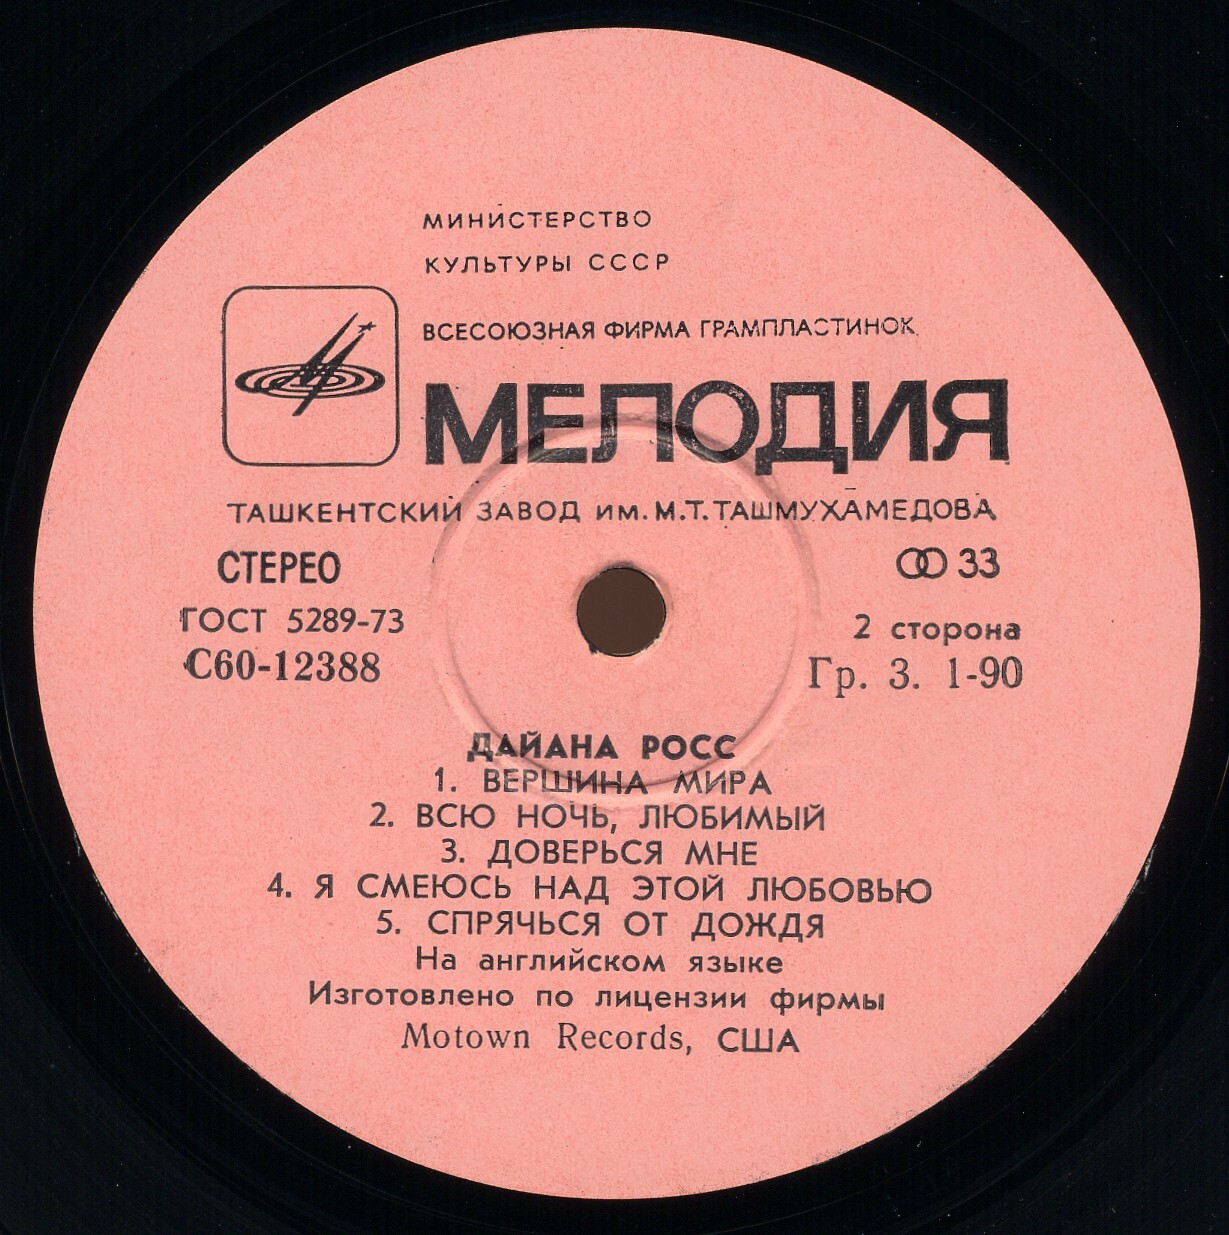 МИНИСТЕРСТВО
КУЛЬТУРЫ СССР
ВСЕСОЮЗНАЯ ФИРМА ГРАМПЛАСТИНОК
МЕЛОДИЯ
ТАШКЕНТСКИЙ ЗАВОД ИМ. М.Т. ТАШМУХАМЕДОВА
СТЕРЕО
33
ГОСТ 5289-73
2 сторона
С60-12388
Гр. 3. 1-90
ДАЙАНА РОСС
1. ВЕРШИНА МИРА
2. ВСЮ НОЧЬ, ЛЮБИМЫЙ
3. ДОВЕРЬСЯ МНЕ
4. Я СМЕЮСЬ НАД ЭТОЙ ЛЮБОВЬЮ
5. СПРЯЧЬСЯ ОТ ДОЖДЯ
На английском языке
Изготовлено по лицензии фирмы
Motown Records, США